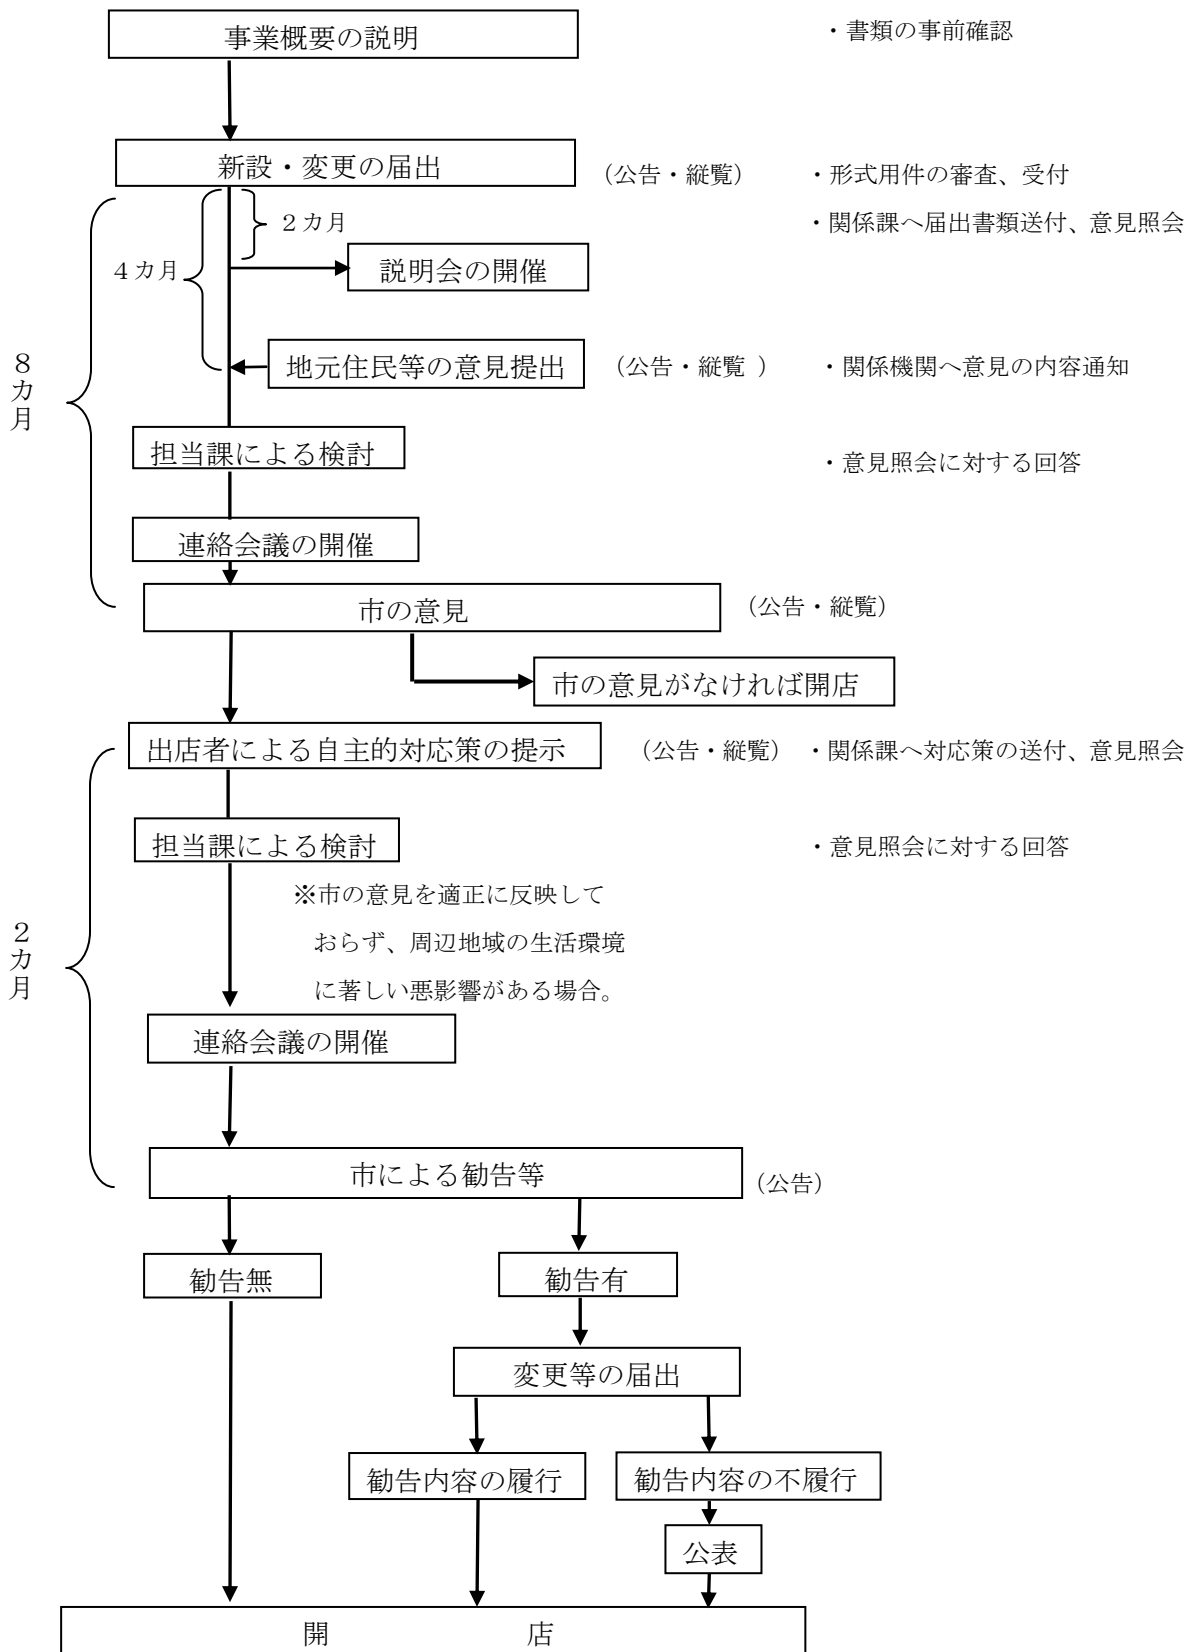 事業概要の説明
・書類の事前確認
新設・変更の届出
（公告・縦覧）
・形式用件の審査、受付
２カ月
・関係課へ届出書類送付、意見照会
４カ月
説明会の開催
８カ月
地元住民等の意見提出
（公告・縦覧 ）
・関係機関へ意見の内容通知
担当課による検討
・意見照会に対する回答
連絡会議の開催
市の意見
（公告・縦覧）
市の意見がなければ開店
出店者による自主的対応策の提示
（公告・縦覧）
・関係課へ対応策の送付、意見照会
担当課による検討
・意見照会に対する回答
※市の意見を適正に反映して
おらず、周辺地域の生活環境
に著しい悪影響がある場合。
２カ月
連絡会議の開催
市による勧告等
（公告）
勧告無
勧告有
変更等の届出
勧告内容の履行
勧告内容の不履行
公表
開　店